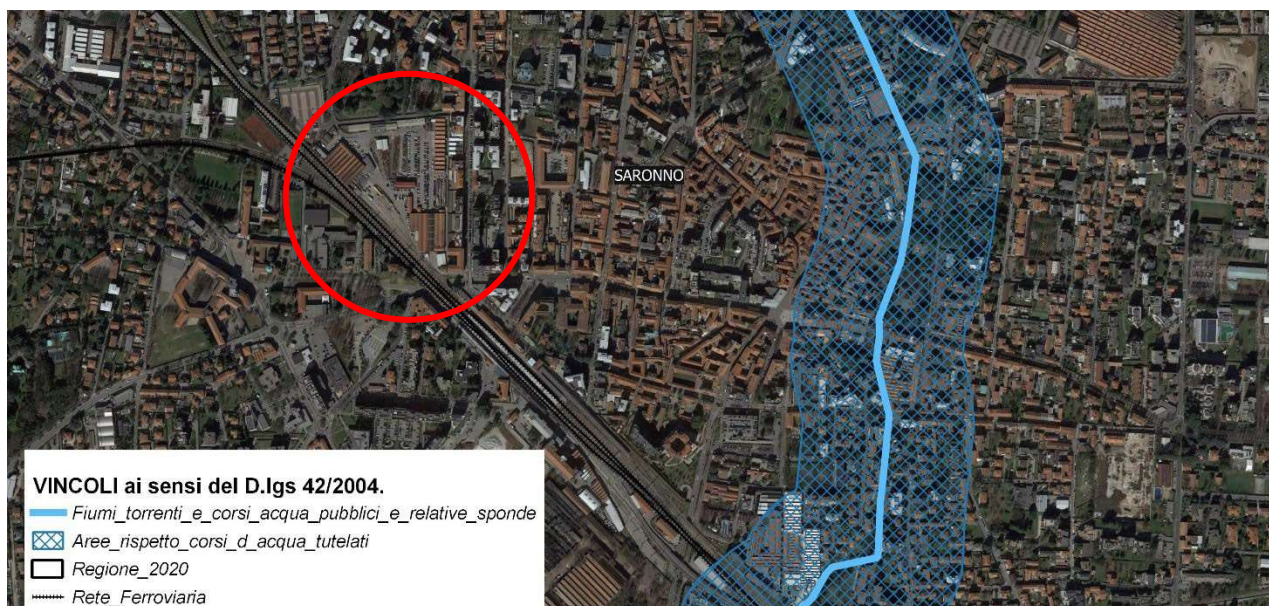 SARONNO
VINCOLI ai sensi del D.lgs 42/2004.
Fiumi_torrenti_e_corsi_acqua_pubblici_e_relative_sponde
Aree_rispetto_corsi_d_acqua_tutelati
Regione_2020
Rete_Ferroviaria